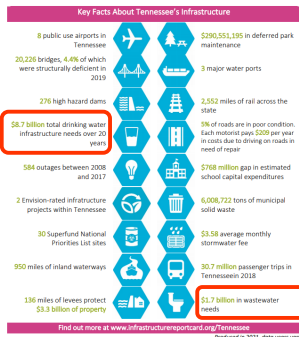 Key Facts About Tennessee's Infrastructure
8 public use airports in
Tennessee
$290,551,195 in deferred park
maintenance
20,226 bridges, 4.4% of which
were structurally deficient in
2019
3 major water ports
276 high hazard dams
2,552 miles of rail across the
state
$8.7 billion total drinking water
infrastructure needs over 20
years
5% of roads are in poor condition.
Each motorist pays $209 per year
in costs due to driving on roads in
need of repair
584 outages between 2008
and 2017
$768 million gap in estimated
school capital expenditures
2 Envision-rated infrastructure
projects within Tennessee
6,008,722 tons of municipal
solid waste
30 Superfund National
Priorities List sites
$3.58 average monthly
stormwater fee
950 miles of inland waterways
30.7 million passenger trips in
Tennesseein 2018
136 miles of levees protect
$3.3 billion of property
$1.7 billion in wastewater
needs
Find out more at www.infrastructurereportcard.org/Tennessee